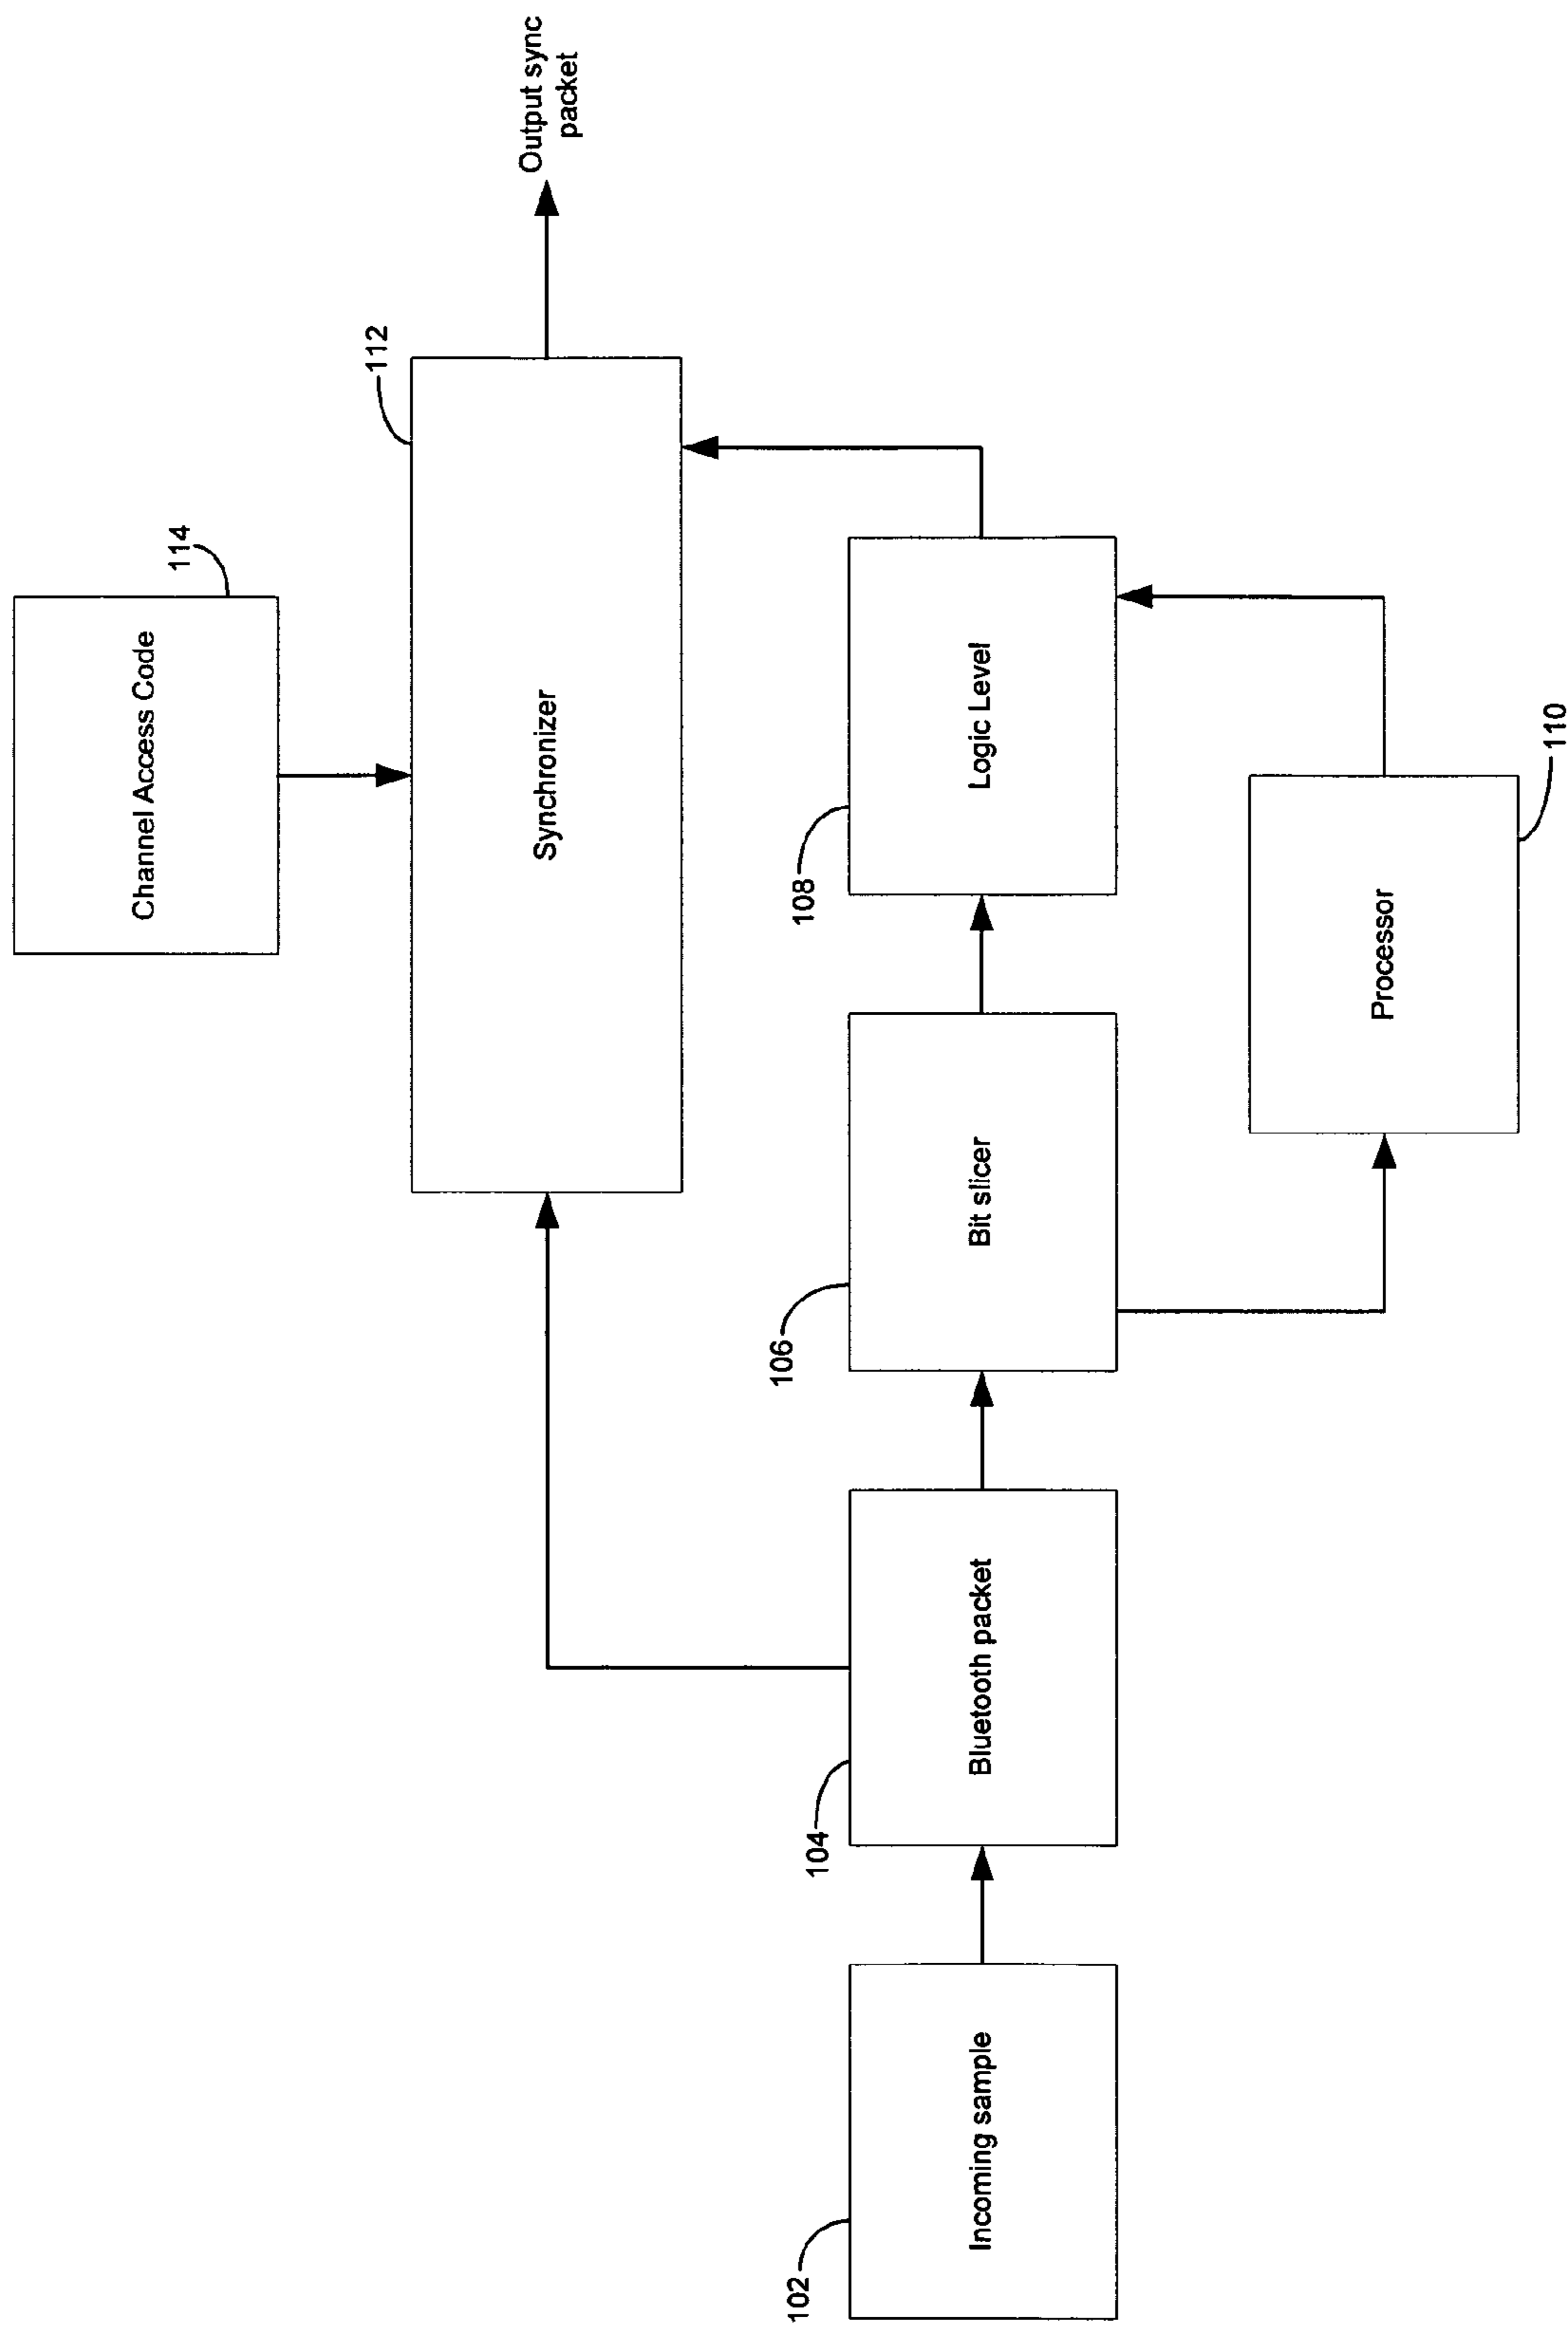 Channel Access Code
114
112
Synchronizer
Output sync
packet
102
Incoming sample
104
Bluetooth packet
106
Bit slicer
108
Logic Level
Processor
110